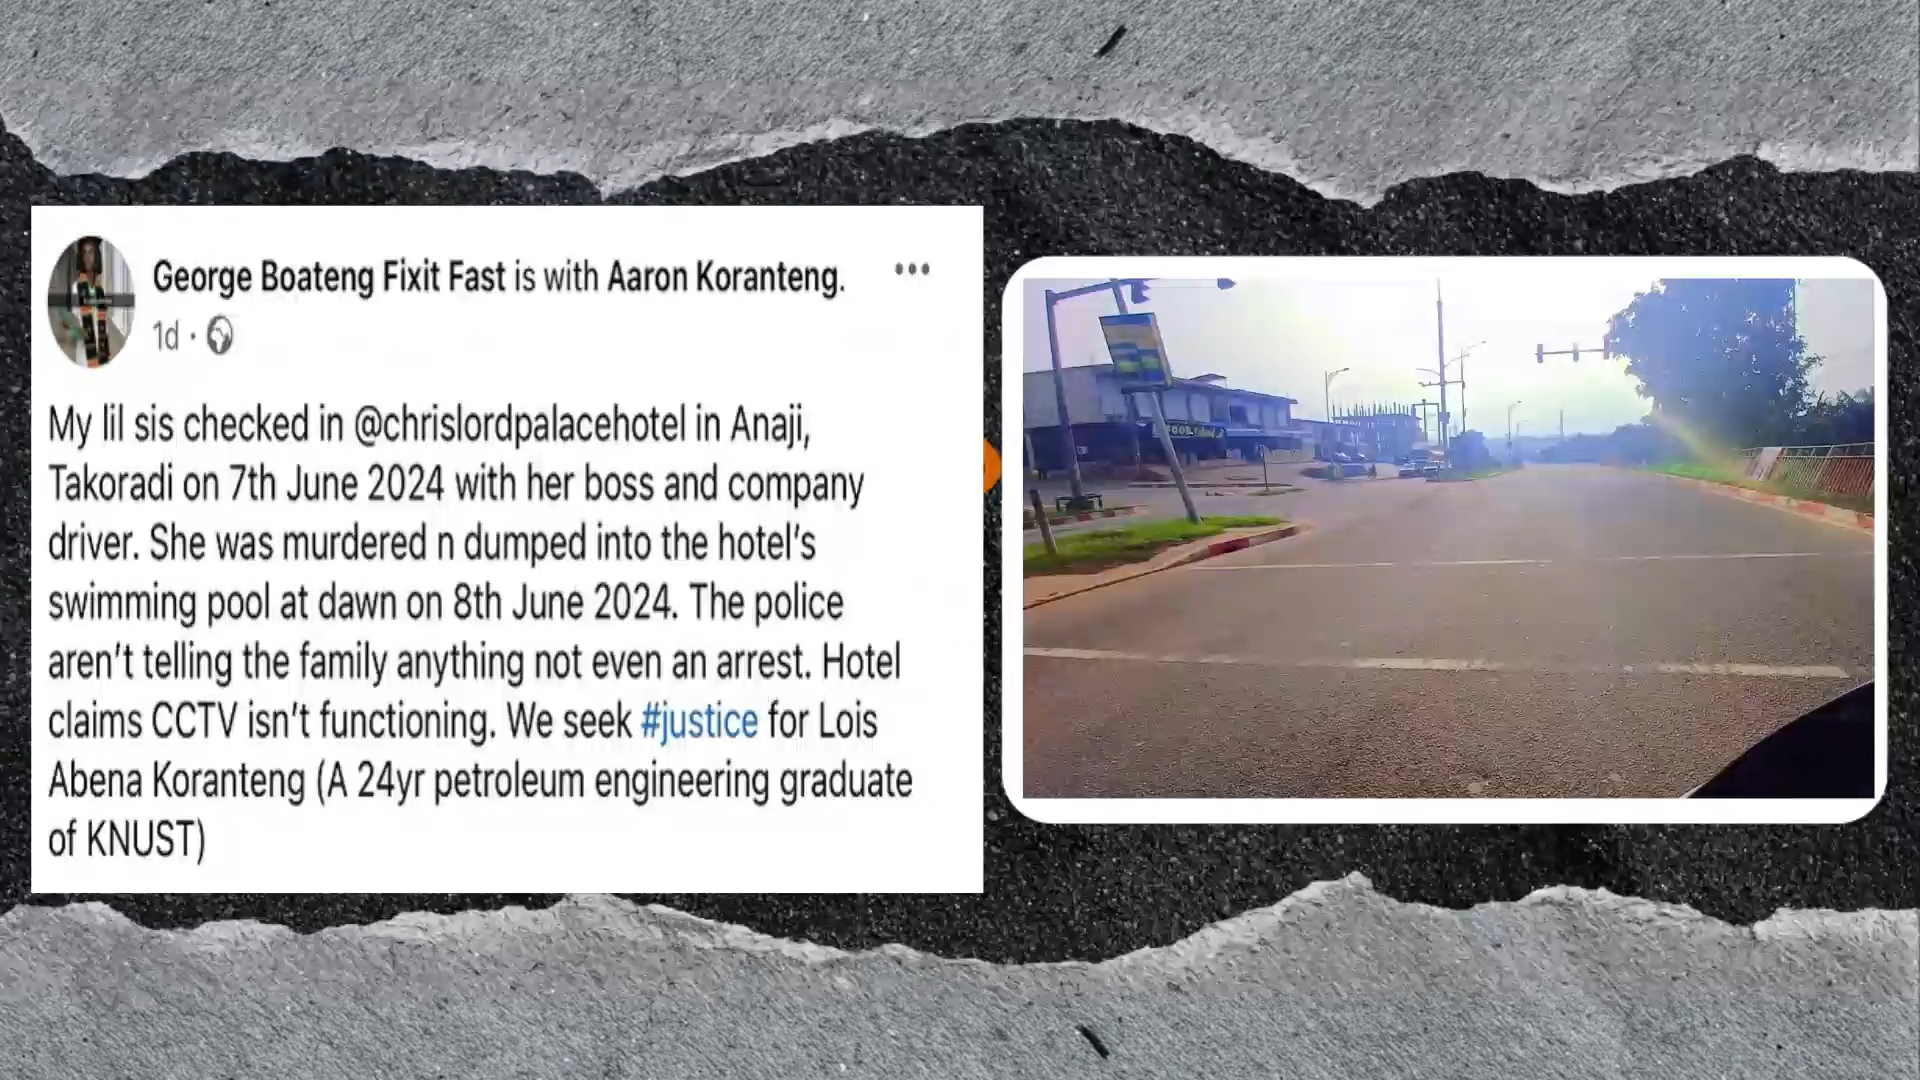 George Boateng Fixit Fast is with Aaron Koranteng.
1d ·
My lil sis checked in @chrislordpalacehotel in Anaji,
Takoradi on 7th June 2024 with her boss and company
driver. She was murdered n dumped into the hotel's
swimming pool at dawn on 8th June 2024. The police
aren't telling the family anything not even an arrest. Hotel
claims CCTV isn't functioning. We seek #justice for Lois
Abena Koranteng (A 24yr petroleum engineering graduate
of KNUST)